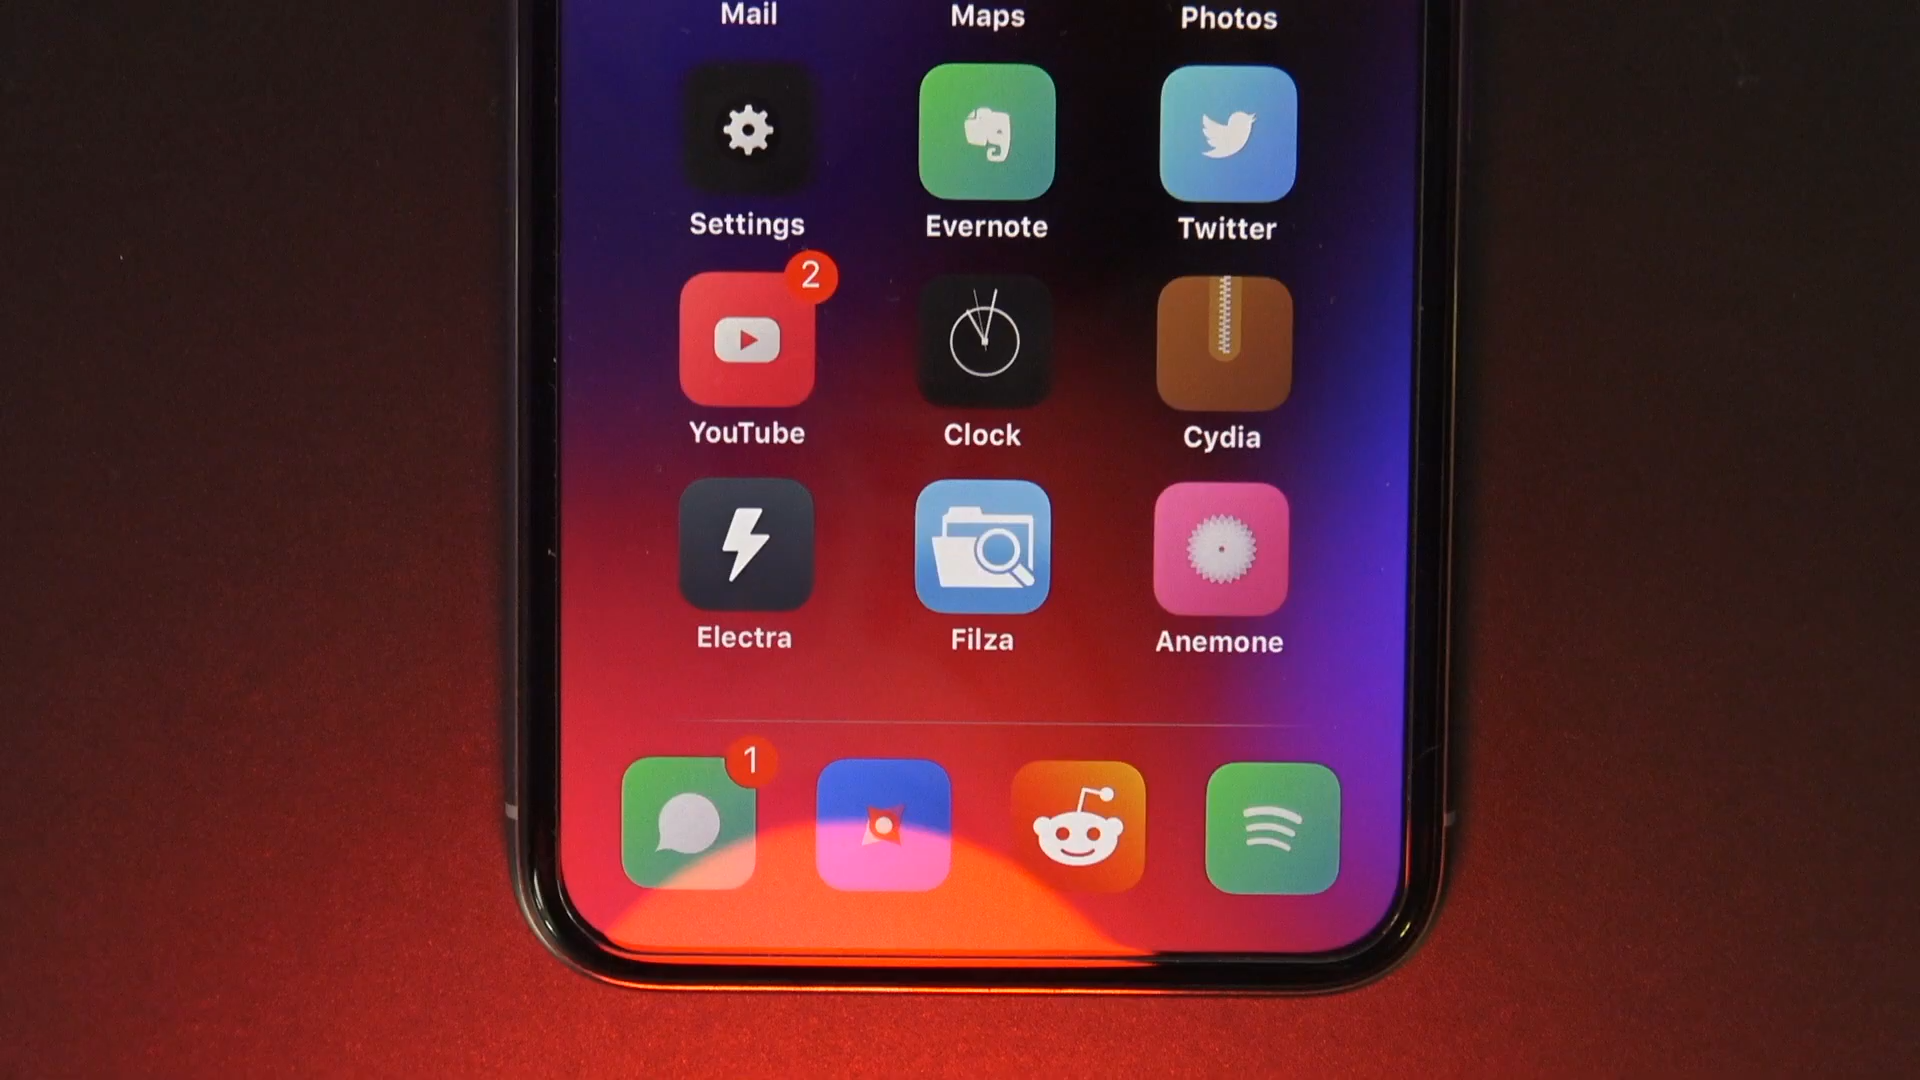 Mail Maps Photos
Settings Evernote Twitter
2
YouTube Clock Cydia
Electra Filza Anemone
1